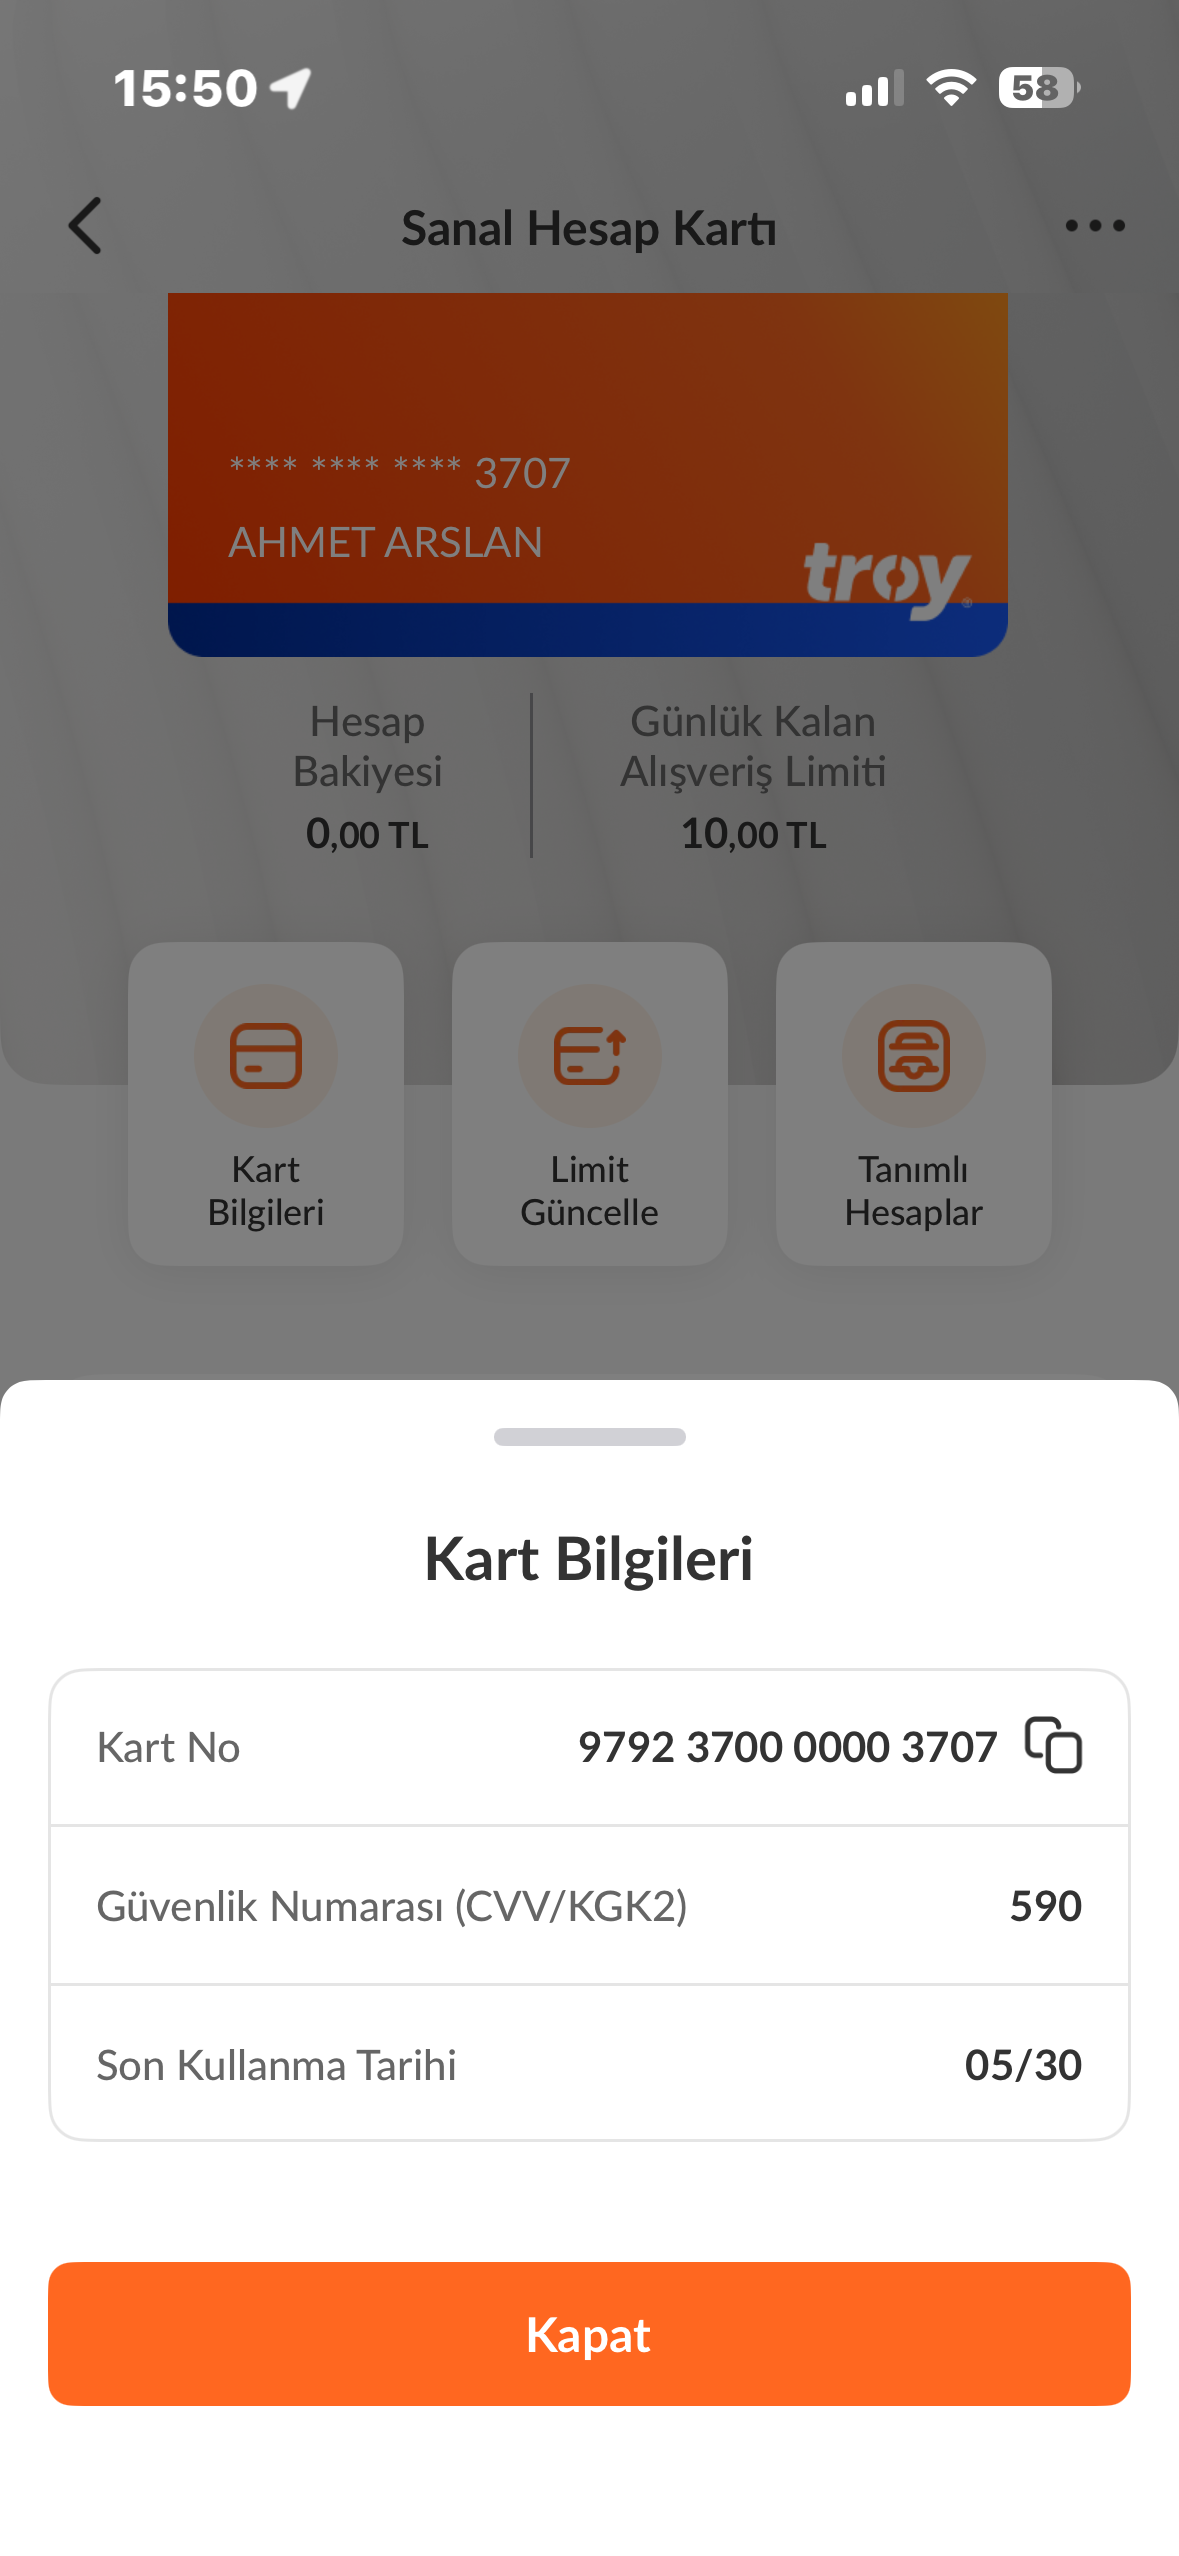 15:50
58
Sanal Hesap Kartı
**** **** **** 3707
AHMET ARSLAN
troy
Hesap
Bakiyesi
0,00 TL
Günlük Kalan
Alışveriş Limiti
10,00 TL
Kart
Bilgileri
Limit
Güncelle
Tanımlı
Hesaplar
Kart Bilgileri
Kart No
9792 3700 0000 3707
Güvenlik Numarası (CVV/KGK2)
590
Son Kullanma Tarihi
05/30
Kapat